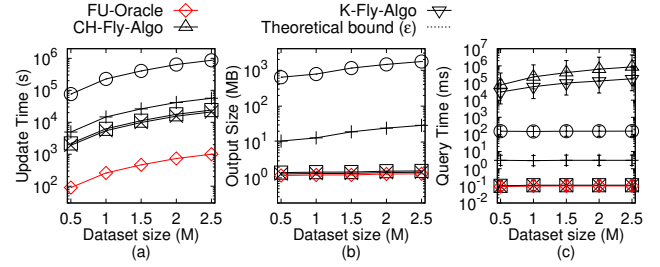 FU-Oracle
CH-Fly-Algo
K-Fly-Algo
Theoretical bound (ε)
Update Time (s)
10^6
10^5
10^4
10^3
10^2
0.5 1 1.5 2 2.5
Dataset size (M)
(a)
Output Size (MB)
10^3
10^2
10^1
10^0
0.5 1 1.5 2 2.5
Dataset size (M)
(b)
Query Time (ms)
10^7
10^6
10^5
10^4
10^3
10^2
10^1
10^0
10^-1
10^-2
0.5 1 1.5 2 2.5
Dataset size (M)
(c)